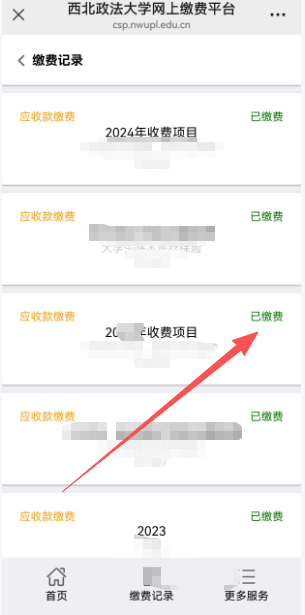 西北政法大学网上缴费平台
csp.nwupl.edu.cn
缴费记录
应收款缴费 已缴费
2024年收费项目
应收款缴费 已缴费
应收款缴费 已缴费
20 年收费项目
应收款缴费 已缴费
应收款缴费 已缴费
2023
首页 缴费记录 更多服务